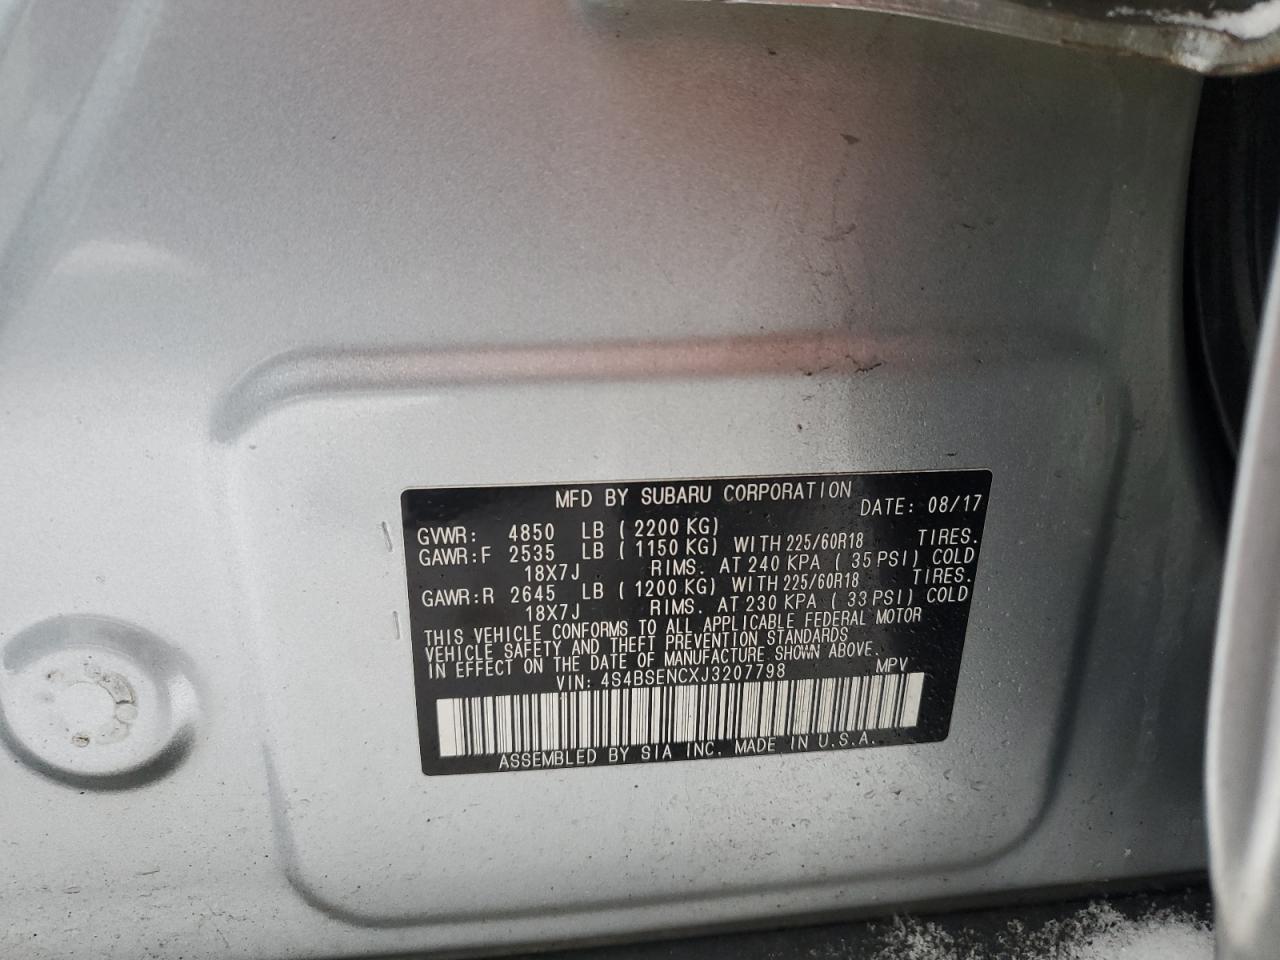 MFD BY SUBARU CORPORATION DATE: 08/17
GVWR: 4850 LB (2200 KG)
GAWR:F 2535 LB (1150 KG) WITH 225/60R18 TIRES.
18X7J RIMS. AT 240 KPA (35 PSI) COLD
GAWR:R 2645 LB (1200 KG) WITH 225/60R18 TIRES.
18X7J RIMS. AT 230 KPA (33 PSI) COLD
THIS VEHICLE CONFORMS TO ALL APPLICABLE FEDERAL MOTOR
VEHICLE SAFETY AND THEFT PREVENTION STANDARDS
IN EFFECT ON THE DATE OF MANUFACTURE SHOWN ABOVE.
VIN: 4S4BSENCXJ3207798 MPV
ASSEMBLED BY SIA INC. MADE IN U.S.A.